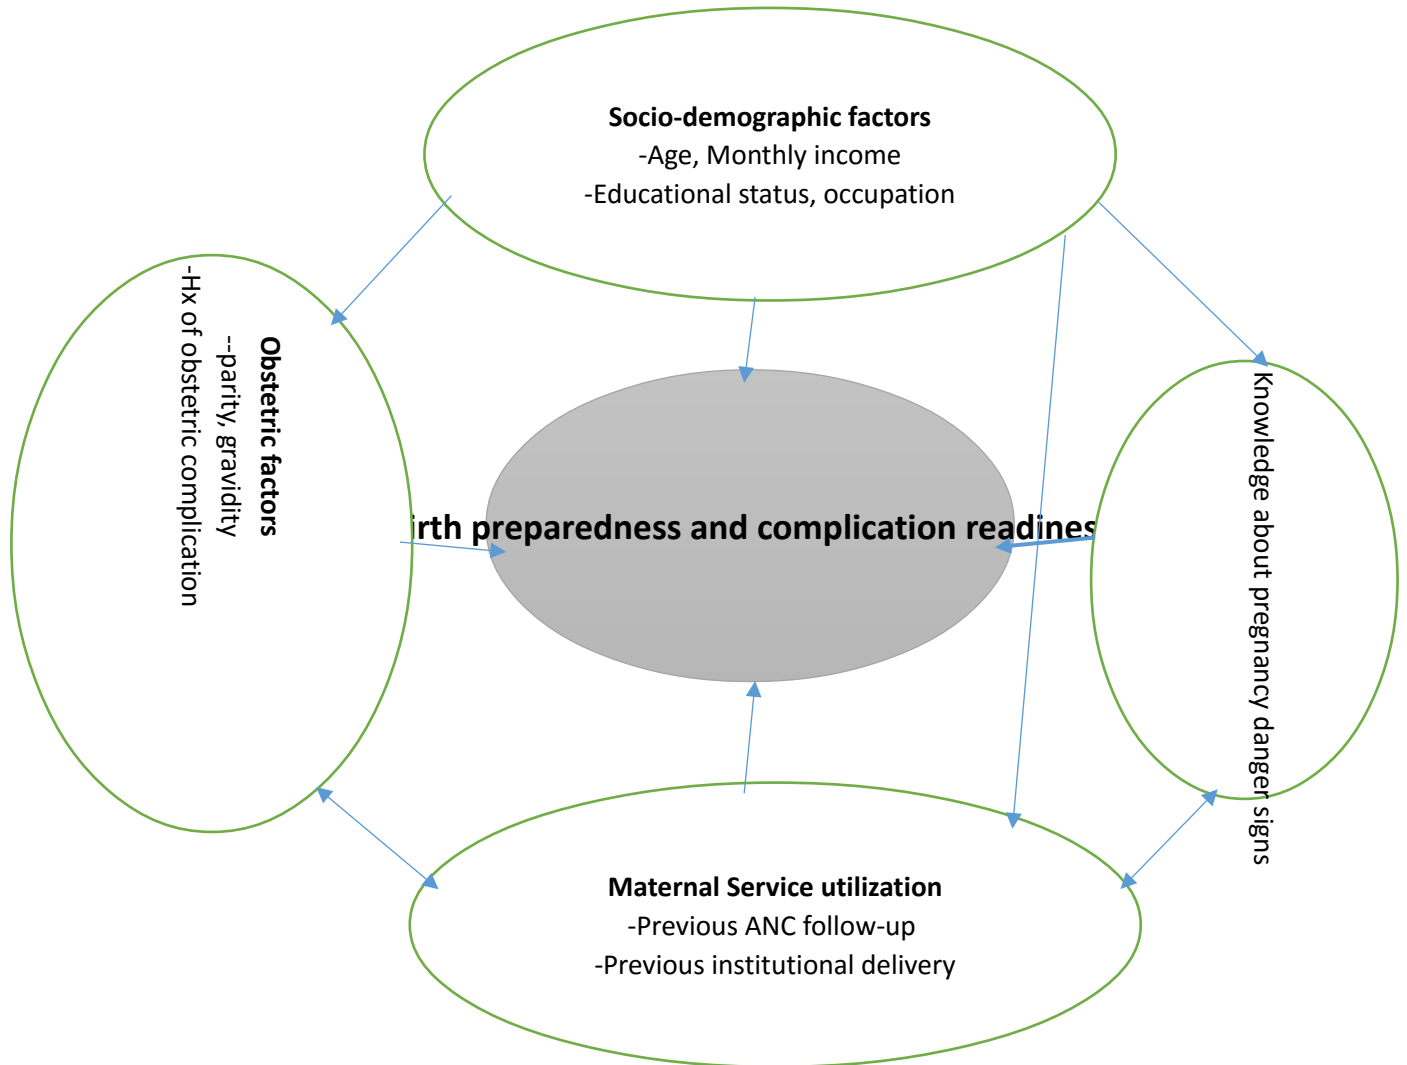 Socio-demographic factors
-Age, Monthly income
-Educational status, occupation
Obstetric factors
--parity, gravidity
-Hx of obstetric complication
irth preparedness and complication readines
Knowledge about pregnancy danger signs
Maternal Service utilization
-Previous ANC follow-up
-Previous institutional delivery